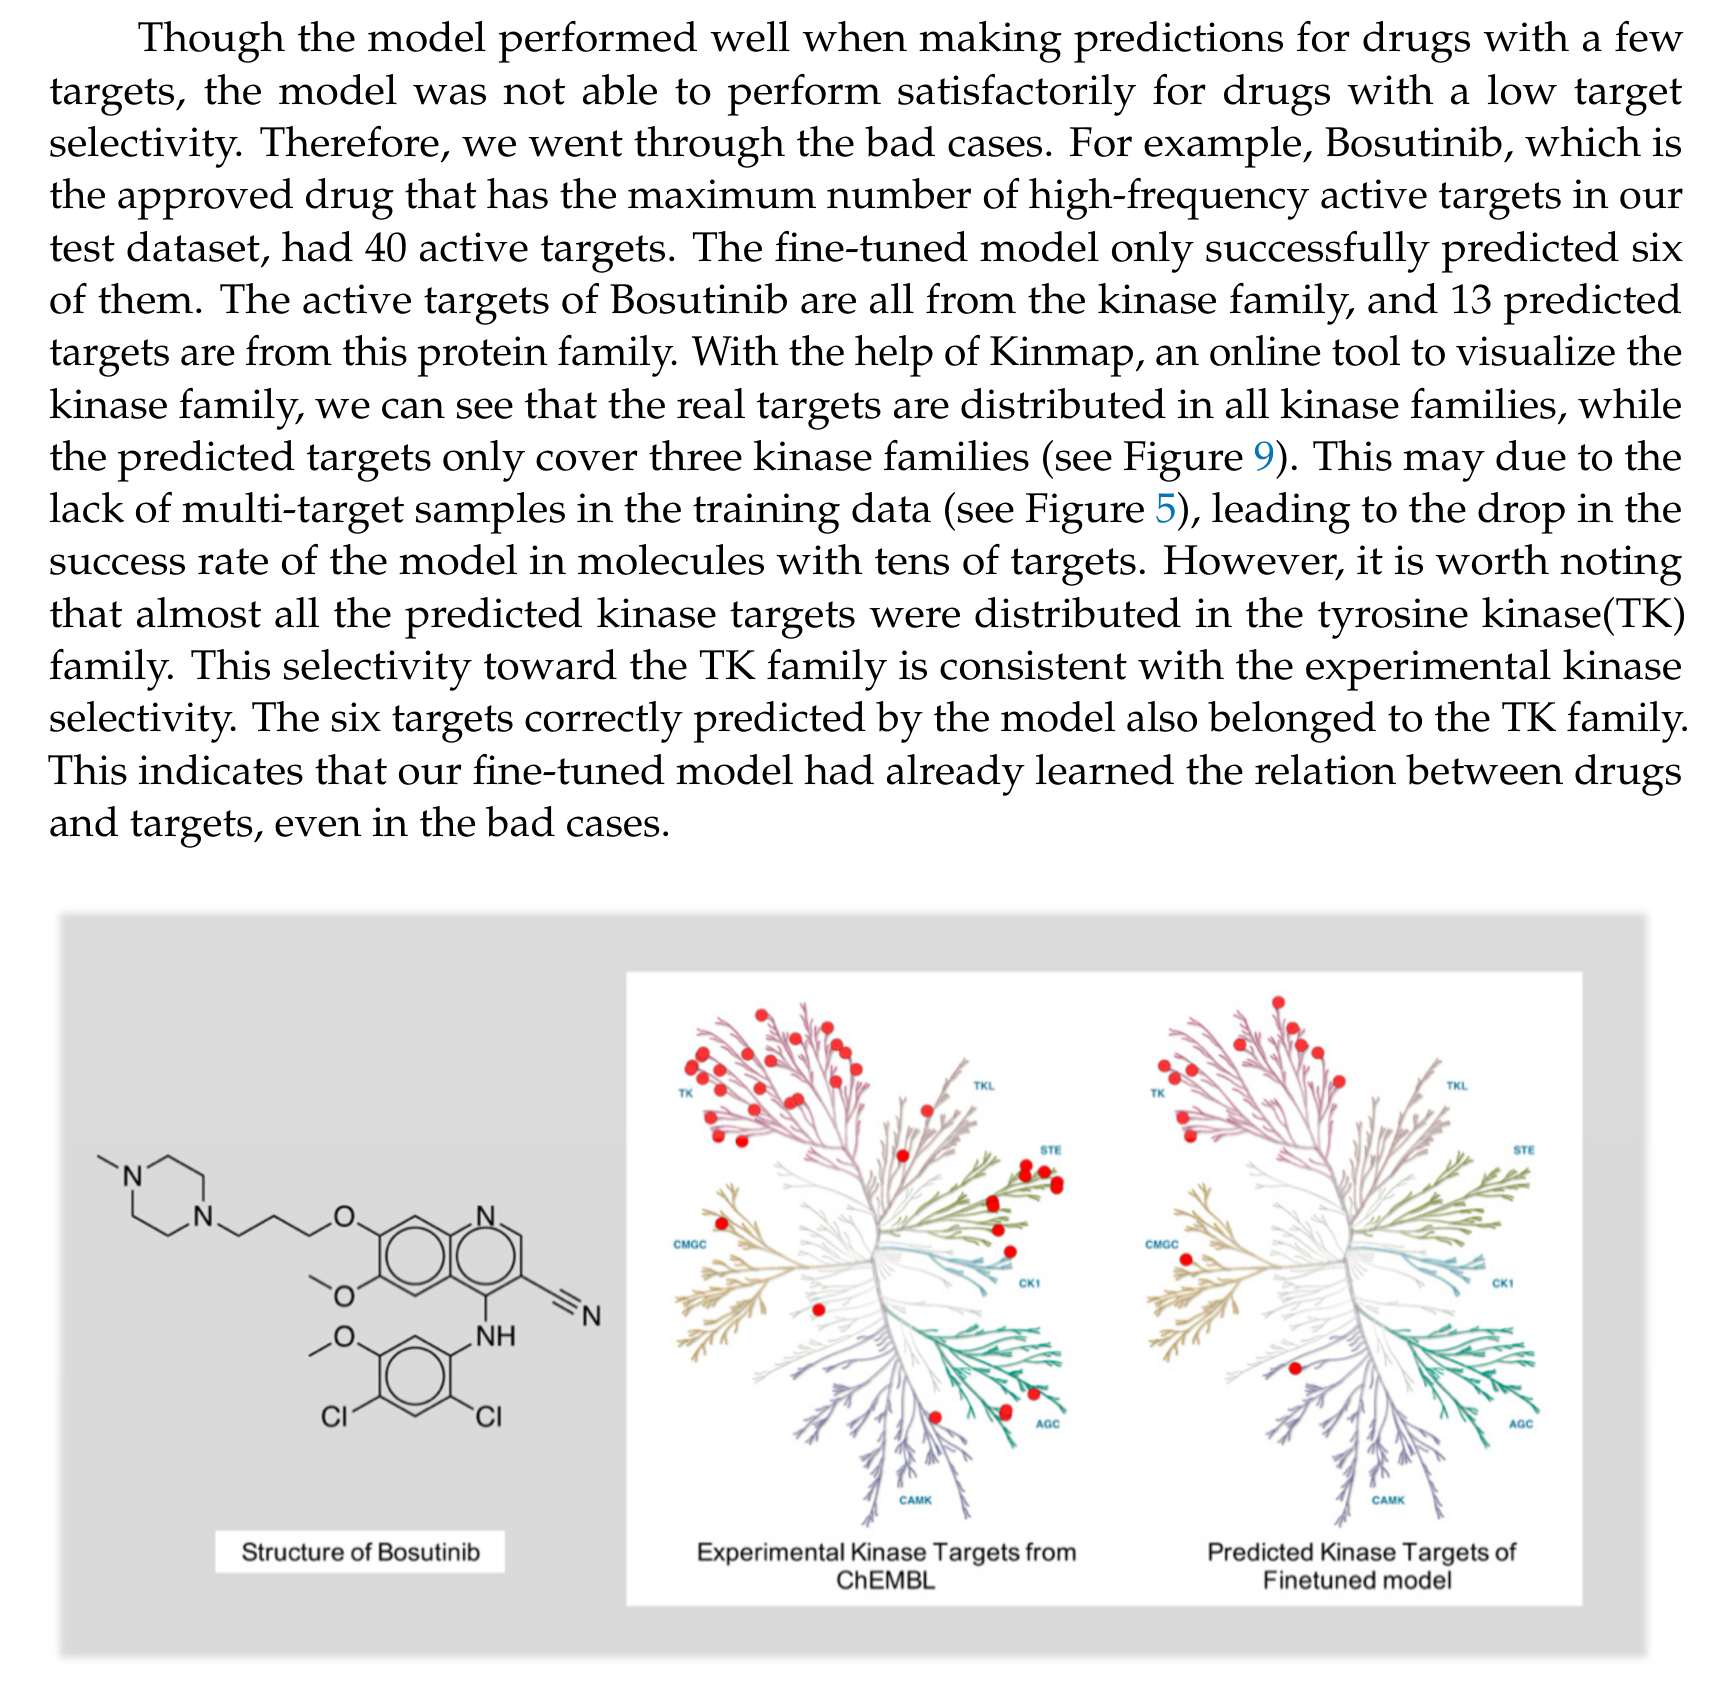 Though the model performed well when making predictions for drugs with a few
targets, the model was not able to perform satisfactorily for drugs with a low target
selectivity. Therefore, we went through the bad cases. For example, Bosutinib, which is
the approved drug that has the maximum number of high-frequency active targets in our
test dataset, had 40 active targets. The fine-tuned model only successfully predicted six
of them. The active targets of Bosutinib are all from the kinase family, and 13 predicted
targets are from this protein family. With the help of Kinmap, an online tool to visualize the
kinase family, we can see that the real targets are distributed in all kinase families, while
the predicted targets only cover three kinase families (see Figure 9). This may due to the
lack of multi-target samples in the training data (see Figure 5), leading to the drop in the
success rate of the model in molecules with tens of targets. However, it is worth noting
that almost all the predicted kinase targets were distributed in the tyrosine kinase(TK)
family. This selectivity toward the TK family is consistent with the experimental kinase
selectivity. The six targets correctly predicted by the model also belonged to the TK family.
This indicates that our fine-tuned model had already learned the relation between drugs
and targets, even in the bad cases.
N
N
O
N
O
N
O
NH
Cl
Cl
Structure of Bosutinib
TK
TKL
STE
CMGC
CK1
AGC
CAMK
Experimental Kinase Targets from
ChEMBL
TK
TKL
STE
CMGC
CK1
AGC
CAMK
Predicted Kinase Targets of
Finetuned model